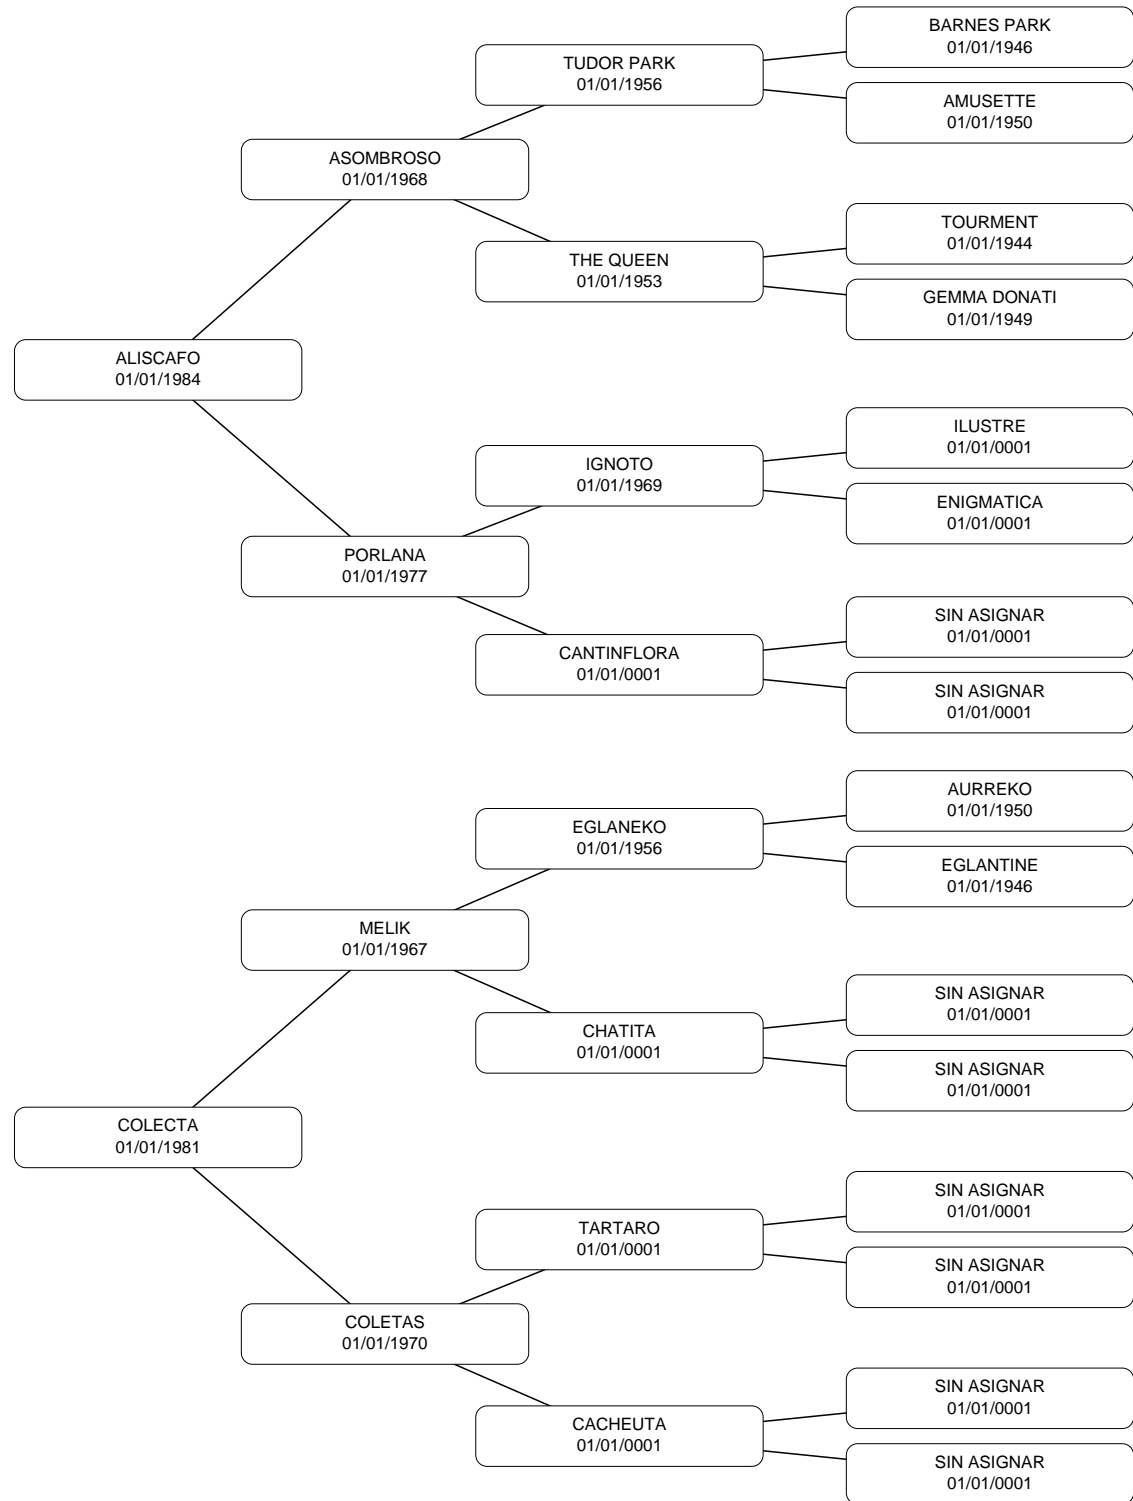 BARNES PARK
01/01/1946
TUDOR PARK
01/01/1956
AMUSETTE
01/01/1950
ASOMBROSO
01/01/1968
TOURMENT
01/01/1944
THE QUEEN
01/01/1953
GEMMA DONATI
01/01/1949
ALISCAFO
01/01/1984
ILUSTRE
01/01/0001
IGNOTO
01/01/1969
ENIGMATICA
01/01/0001
PORLANA
01/01/1977
SIN ASIGNAR
01/01/0001
CANTINFLORA
01/01/0001
SIN ASIGNAR
01/01/0001
AURREKO
01/01/1950
EGLANEKO
01/01/1956
EGLANTINE
01/01/1946
MELIK
01/01/1967
SIN ASIGNAR
01/01/0001
CHATITA
01/01/0001
SIN ASIGNAR
01/01/0001
COLECTA
01/01/1981
SIN ASIGNAR
01/01/0001
TARTARO
01/01/0001
SIN ASIGNAR
01/01/0001
COLETAS
01/01/1970
SIN ASIGNAR
01/01/0001
CACHEUTA
01/01/0001
SIN ASIGNAR
01/01/0001